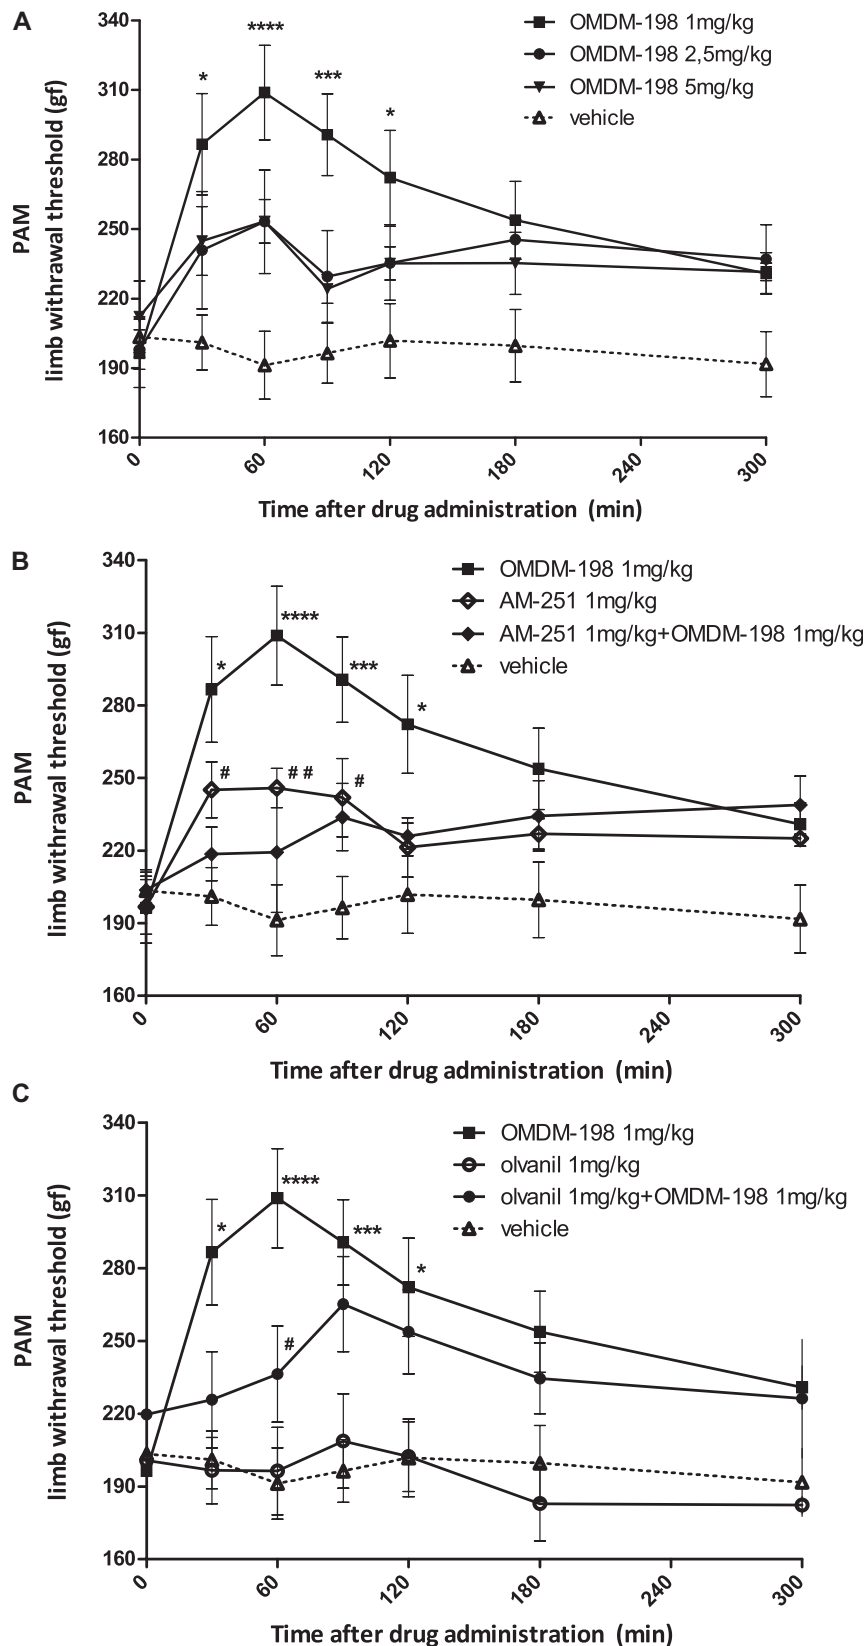 A
340
310
280
250
220
190
160
PAM
limb withrawal threshold (gf)
****
*
***
*
OMDM-198 1mg/kg
OMDM-198 2,5mg/kg
OMDM-198 5mg/kg
vehicle
0
60
120
180
240
300
Time after drug administration (min)
B
340
310
280
250
220
190
160
PAM
limb withrawal threshold (gf)
****
*
***
*
#
# #
#
OMDM-198 1mg/kg
AM-251 1mg/kg
AM-251 1mg/kg+OMDM-198 1mg/kg
vehicle
0
60
120
180
240
300
Time after drug administration (min)
C
340
310
280
250
220
190
160
PAM
limb withrawal threshold (gf)
****
*
***
*
#
OMDM-198 1mg/kg
olvanil 1mg/kg
olvanil 1mg/kg+OMDM-198 1mg/kg
vehicle
0
60
120
180
240
300
Time after drug administration (min)